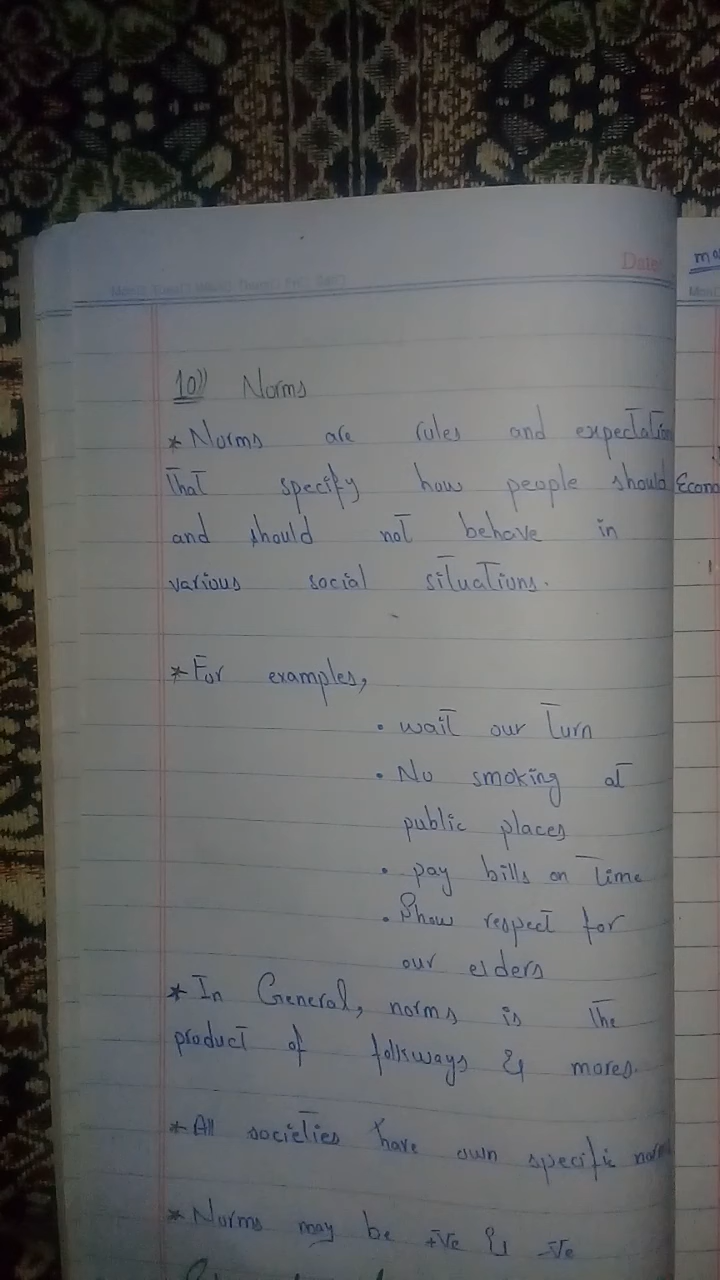 Date
10)) Norms
* Norms are rules and expectation
that specify how people should
and should not behave in
various social situations.
* For examples,
• wait our turn
• No smoking at
public places
• pay bills on time
• Show respect for
our elders
* In General, norms is the
product of folkways & mores.
* All societies have own specific norms
* Norms may be +ve & -ve
Econo